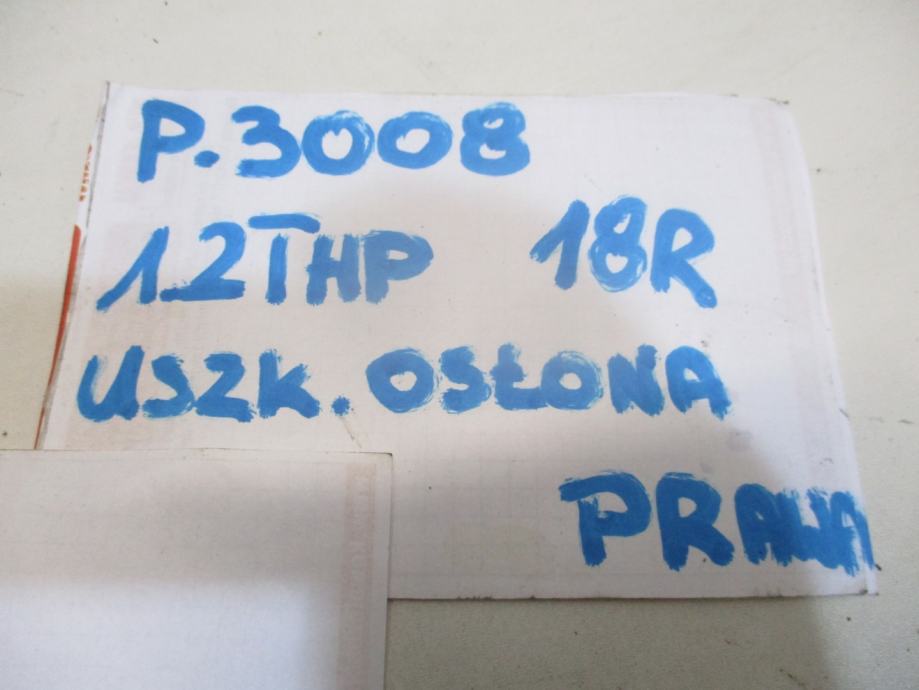 P.3008
1.2THP 18R
USZK. OSŁONA
PRAWA